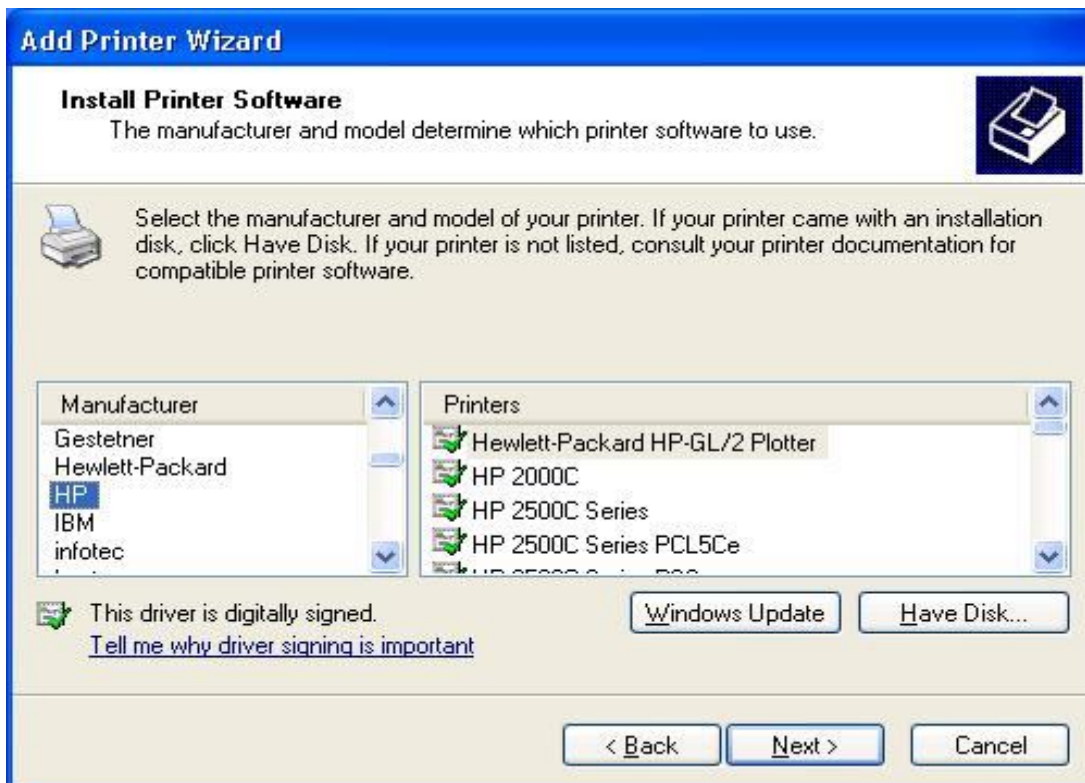 Add Printer Wizard
Install Printer Software
The manufacturer and model determine which printer software to use.
Select the manufacturer and model of your printer. If your printer came with an installation
disk, click Have Disk. If your printer is not listed, consult your printer documentation for
compatible printer software.
Manufacturer
Gestetner
Hewlett-Packard
HP
IBM
infotec
Printers
Hewlett-Packard HP-GL/2 Plotter
HP 2000C
HP 2500C Series
HP 2500C Series PCL5Ce
This driver is digitally signed.
Tell me why driver signing is important
Windows Update
Have Disk...
< Back
Next >
Cancel